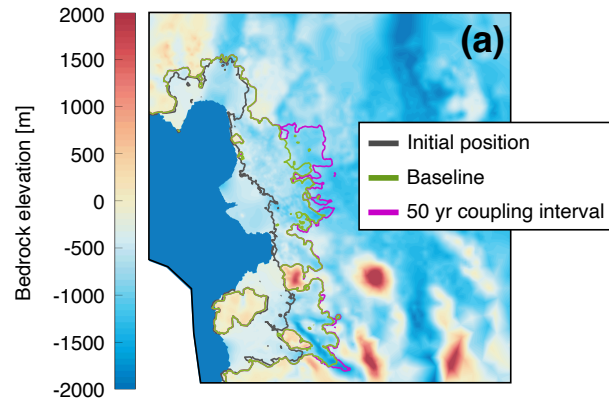 2000
1500
1000
500
0
-500
-1000
-1500
-2000
Bedrock elevation [m]
(a)
Initial position
Baseline
50 yr coupling interval